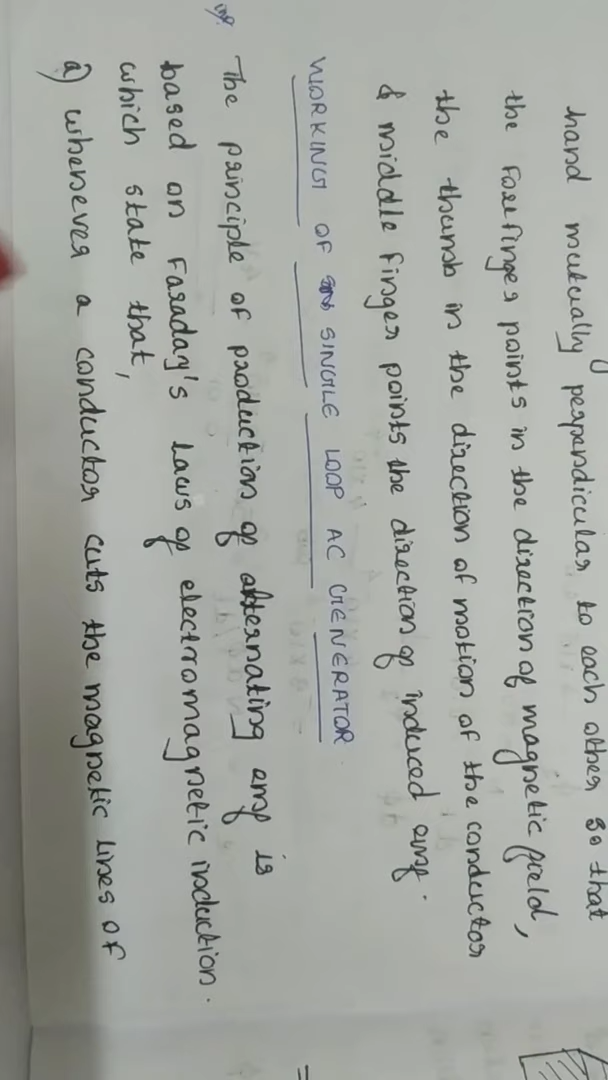 hand mutually perpendicular to each other so that
the Forefinger points in the direction of magnetic field,
the thumb in the direction of motion of the conductor
& middle finger points the direction of induced emf.
WORKING OF SINGLE LOOP AC GENERATOR
imp
The principle of production of alternating emf is
based on Faraday's Laws of electromagnetic induction.
which state that,
a) whenever a conductor cuts the magnetic lines of